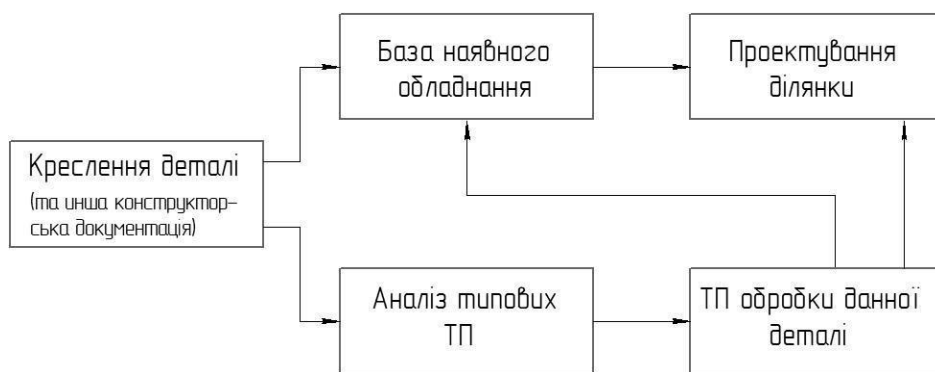 База наявного
обладнання
Проектування
ділянки
Креслення деталі
(та инша конструктор-
ська документація)
Аналіз типових
ТП
ТП обробки данної
деталі